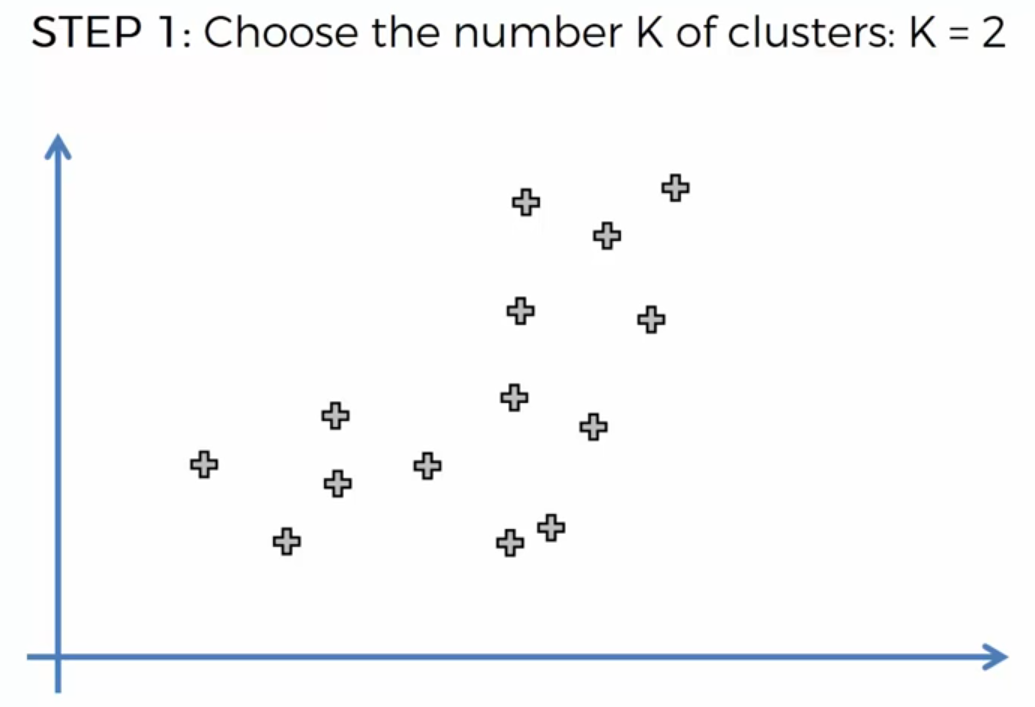 STEP 1: Choose the number K of clusters: K = 2